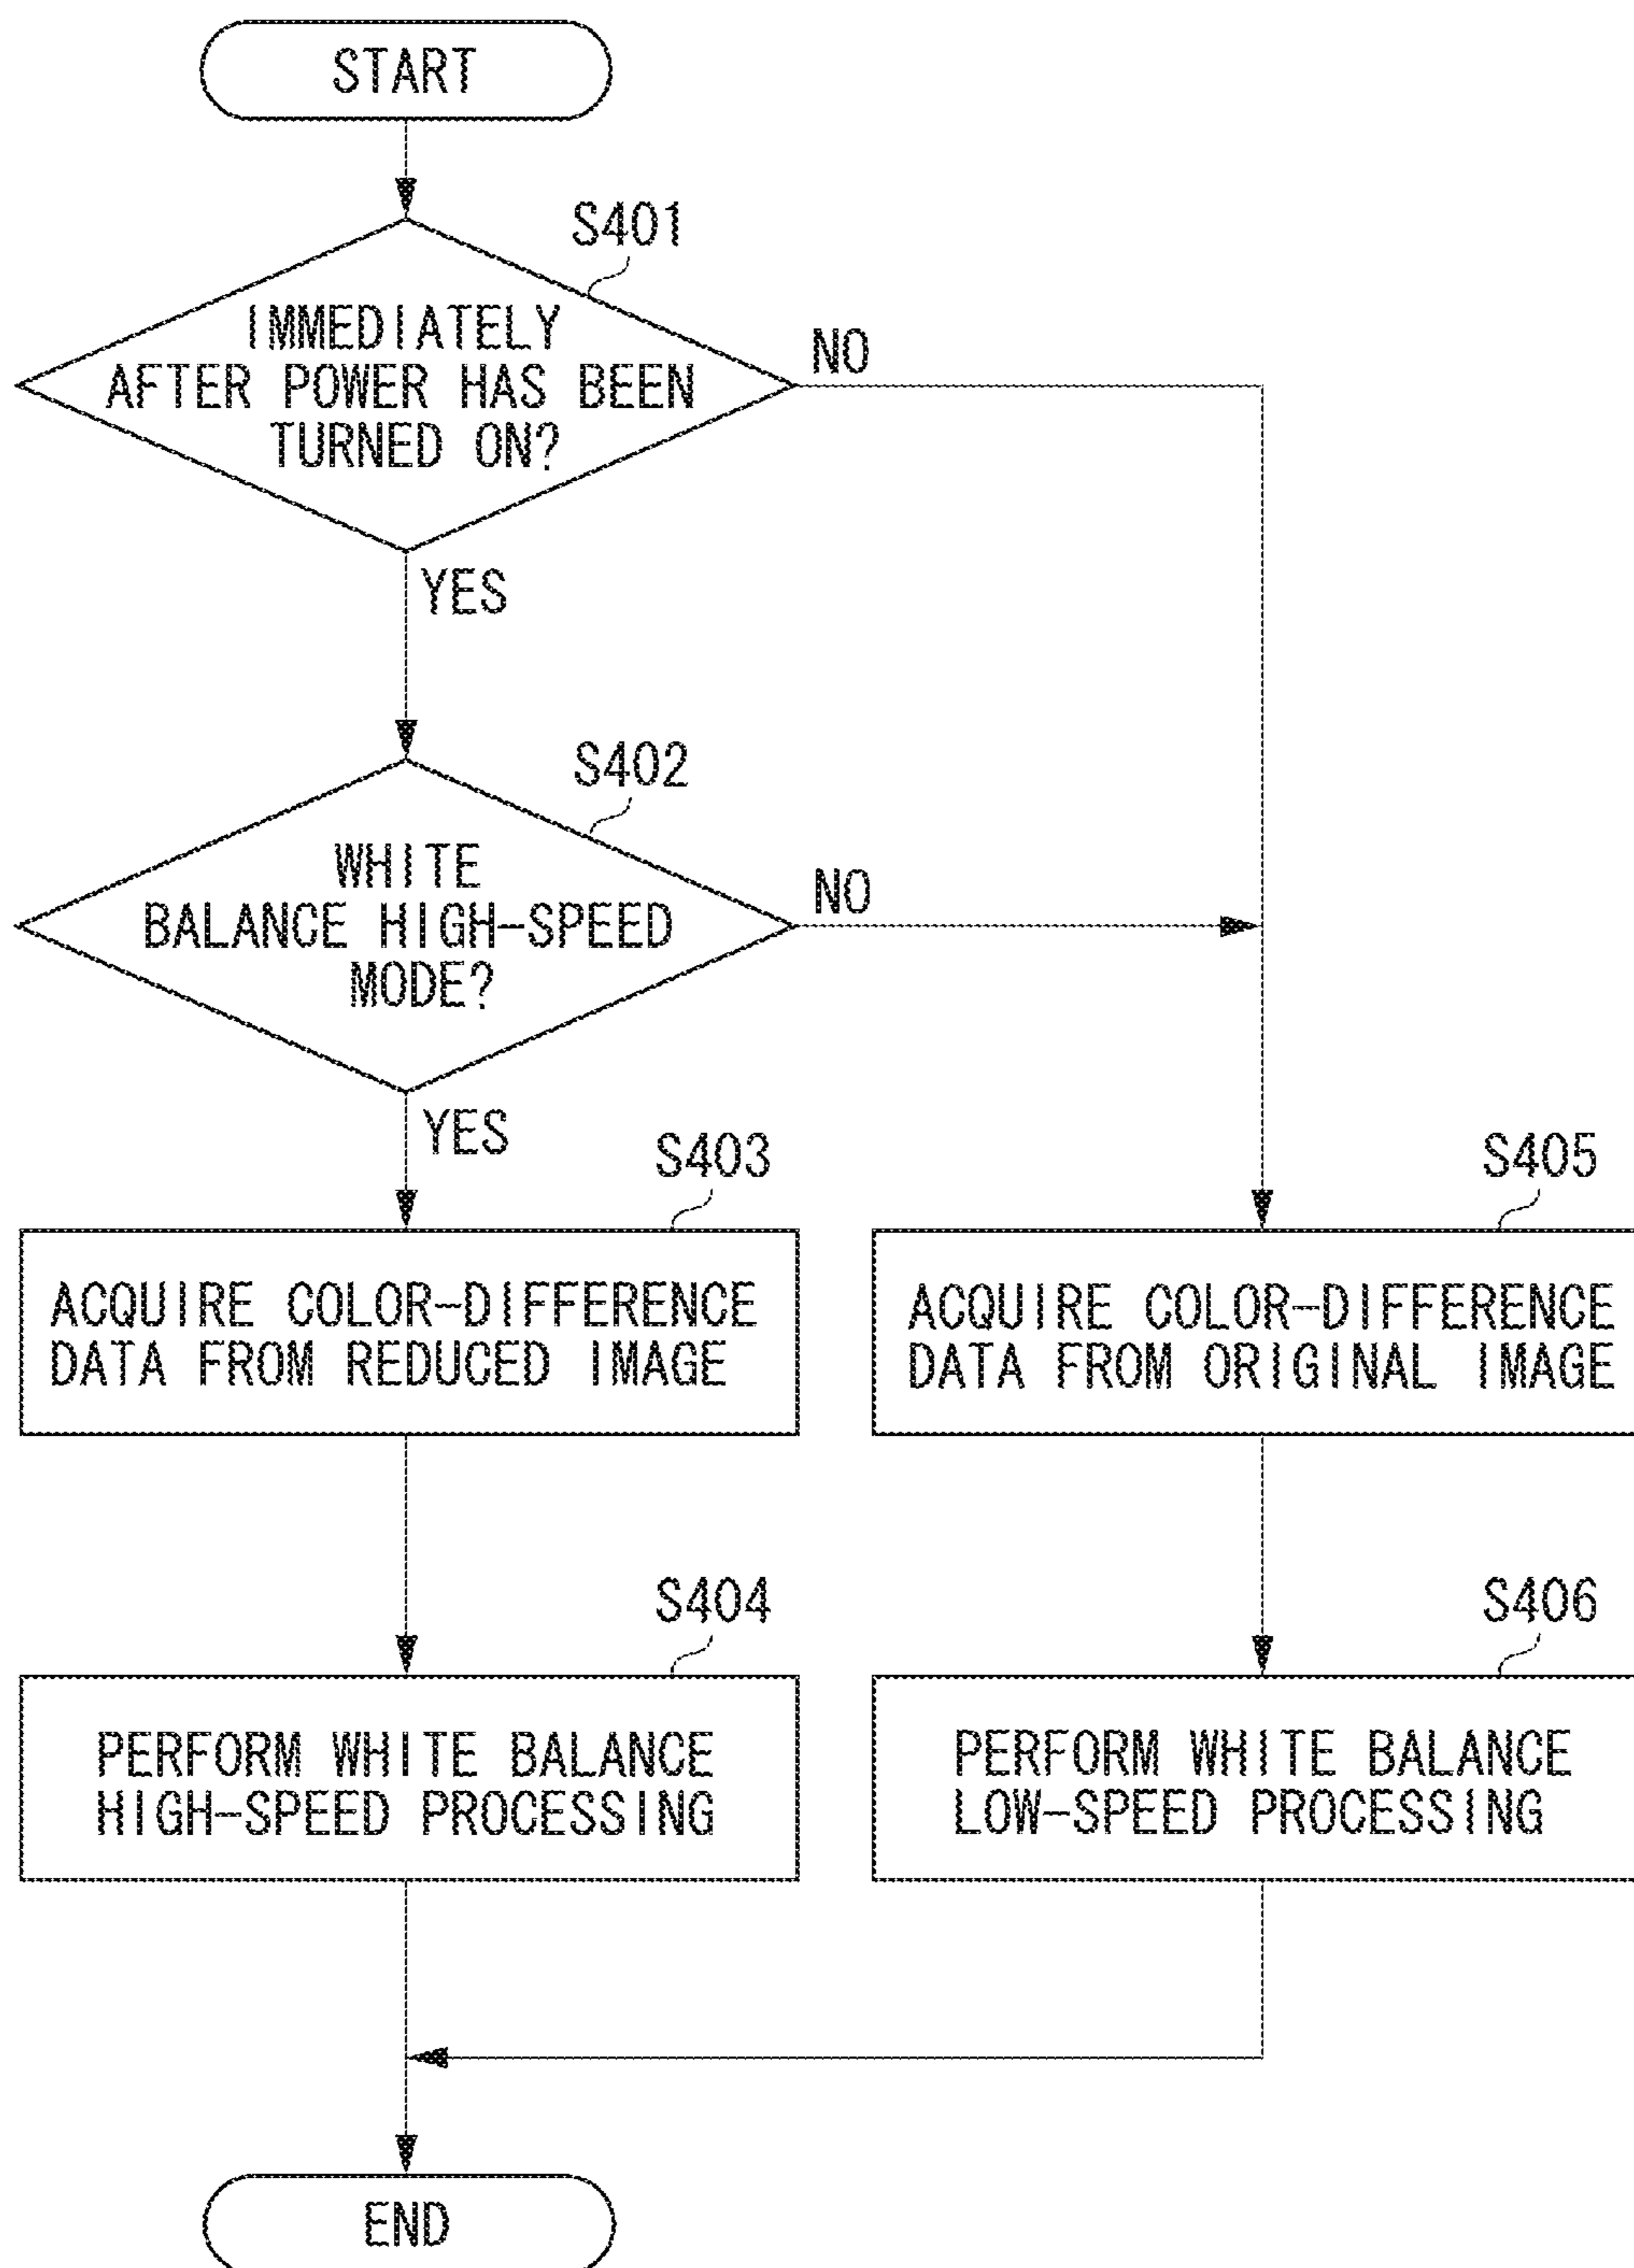 START
S401
IMMEDIATELY
AFTER POWER HAS BEEN
TURNED ON?
NO
YES
S402
WHITE
BALANCE HIGH-SPEED
MODE?
NO
YES
S403
ACQUIRE COLOR-DIFFERENCE
DATA FROM REDUCED IMAGE
S405
ACQUIRE COLOR-DIFFERENCE
DATA FROM ORIGINAL IMAGE
S404
PERFORM WHITE BALANCE
HIGH-SPEED PROCESSING
S406
PERFORM WHITE BALANCE
LOW-SPEED PROCESSING
END